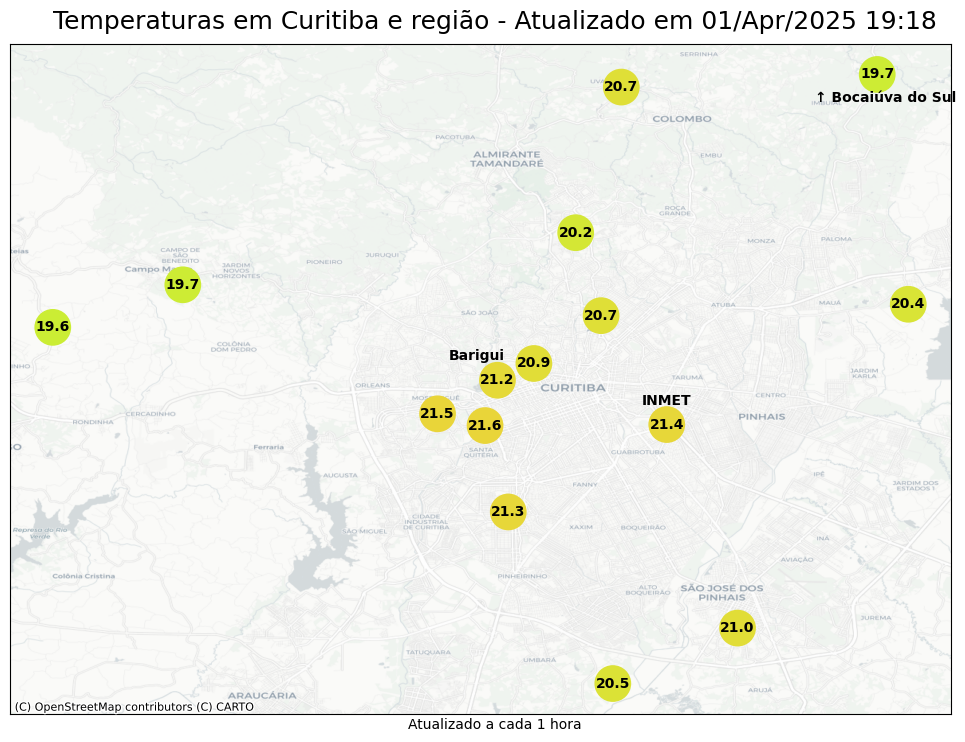 Temperaturas em Curitiba e região - Atualizado em 01/Apr/2025 19:18
SERRINHA
19.7
20.7
↑ Bocaiúva do Sul
COLOMBO
PACOTUBA
ALMIRANTE
TAMANDARÉ
EMBU
ROÇA
GRANDE
20.2
MONZA
PALOMA
CAMPO DE
SÃO
BENEDITO
JURUQUI
PIONEIRO
JARDIM
NOVOS
HORIZONTES
19.7
20.4
ATUBA
MAUÁ
SÃO JOÃO
20.7
19.6
COLÔNIA
DOM PEDRO
Barigui
20.9
JARDIM
KARLA
21.2
TARUMÃ
ORLEANS
CURITIBA
CENTRO
INMET
21.5
CERCADINHO
RONDINHA
PINHAIS
21.6
21.4
Ferraria
SANTA
QUITÉRIA
GUABIROTUBA
AUGUSTA
IPÊ
FANNY
JARDIM DOS
ESTADOS I
21.3
CIDADE
INDUSTRIAL
DE CURITIBA
SÃO MIGUEL
XAXIM
BOQUEIRÃO
Represa do Rio
Verde
INÁ
AVIAÇÃO
Colônia Cristina
PINHEIRINHO
ALTO
BOQUEIRÃO
SÃO JOSÉ DOS
PINHAIS
JUREMA
21.0
TATUQUARA
UMBARÁ
20.5
ARUJÁ
ARAUCÁRIA
(C) OpenStreetMap contributors (C) CARTO
Atualizado a cada 1 hora